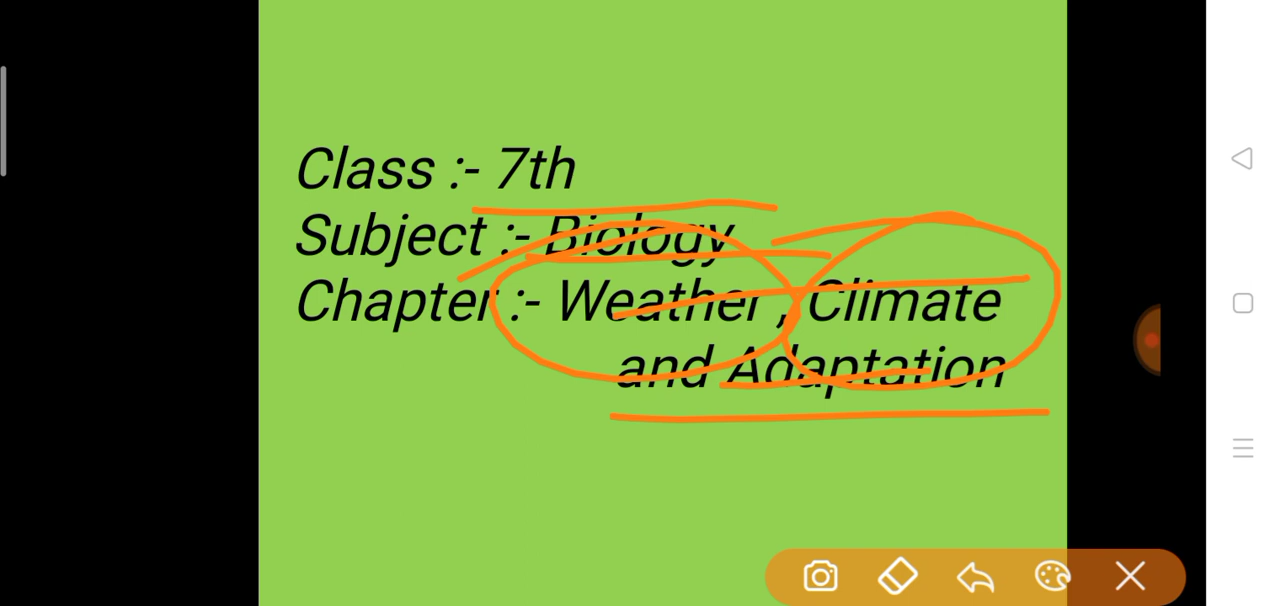 Class :- 7th
Subject :- Biology
Chapter :- Weather , Climate
and Adaptation